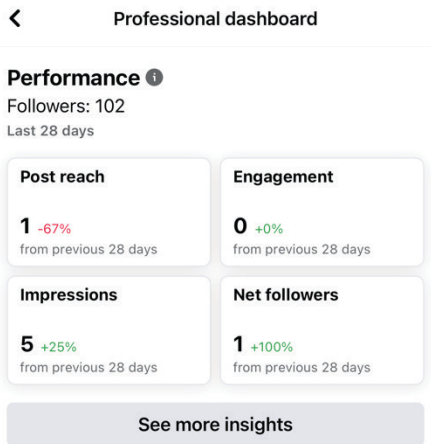 Professional dashboard
Performance
Followers: 102
Last 28 days
Post reach
1 -67%
from previous 28 days
Engagement
0 +0%
from previous 28 days
Impressions
5 +25%
from previous 28 days
Net followers
1 +100%
from previous 28 days
See more insights